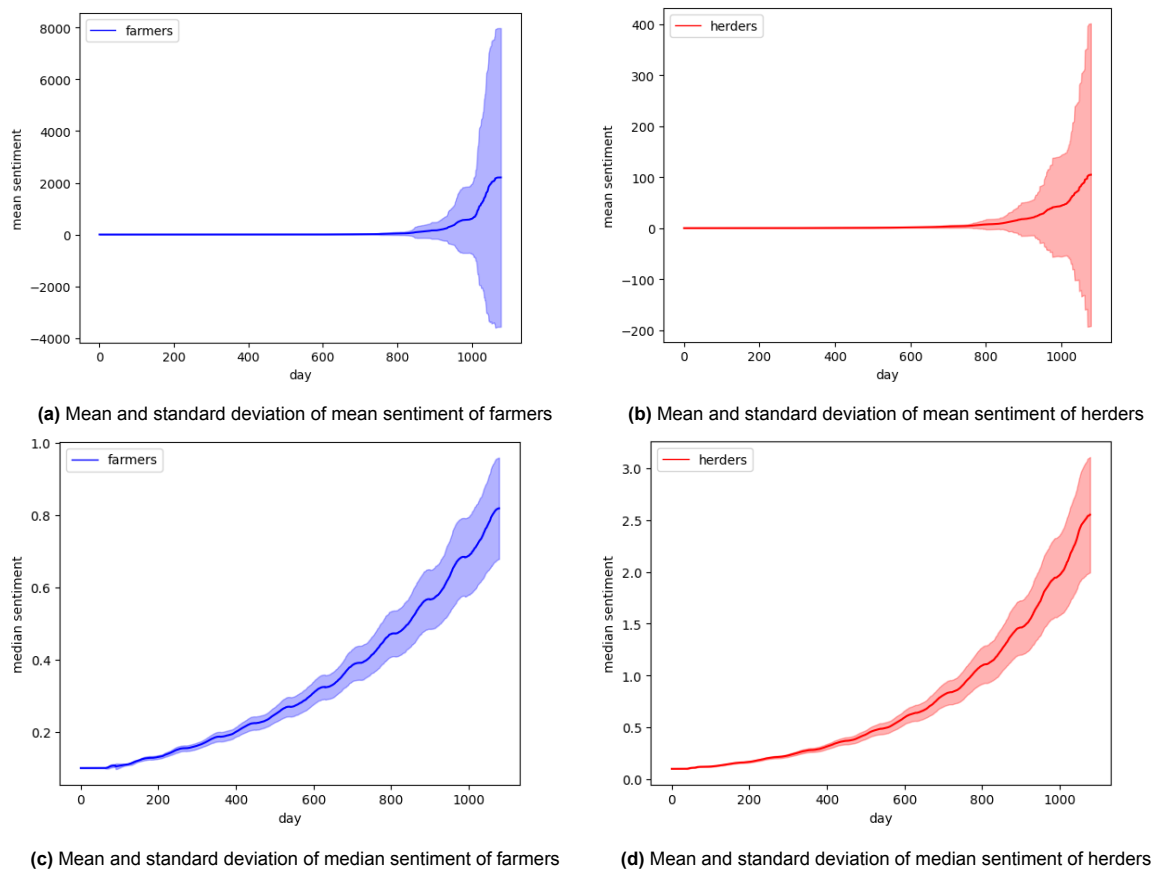 farmers
8000
6000
4000
2000
0
−2000
−4000
mean sentiment
0 200 400 600 800 1000
day
(a) Mean and standard deviation of mean sentiment of farmers
herders
400
300
200
100
0
−100
−200
mean sentiment
0 200 400 600 800 1000
day
(b) Mean and standard deviation of mean sentiment of herders
farmers
1.0
0.8
0.6
0.4
0.2
median sentiment
0 200 400 600 800 1000
day
(c) Mean and standard deviation of median sentiment of farmers
herders
3.0
2.5
2.0
1.5
1.0
0.5
0.0
median sentiment
0 200 400 600 800 1000
day
(d) Mean and standard deviation of median sentiment of herders